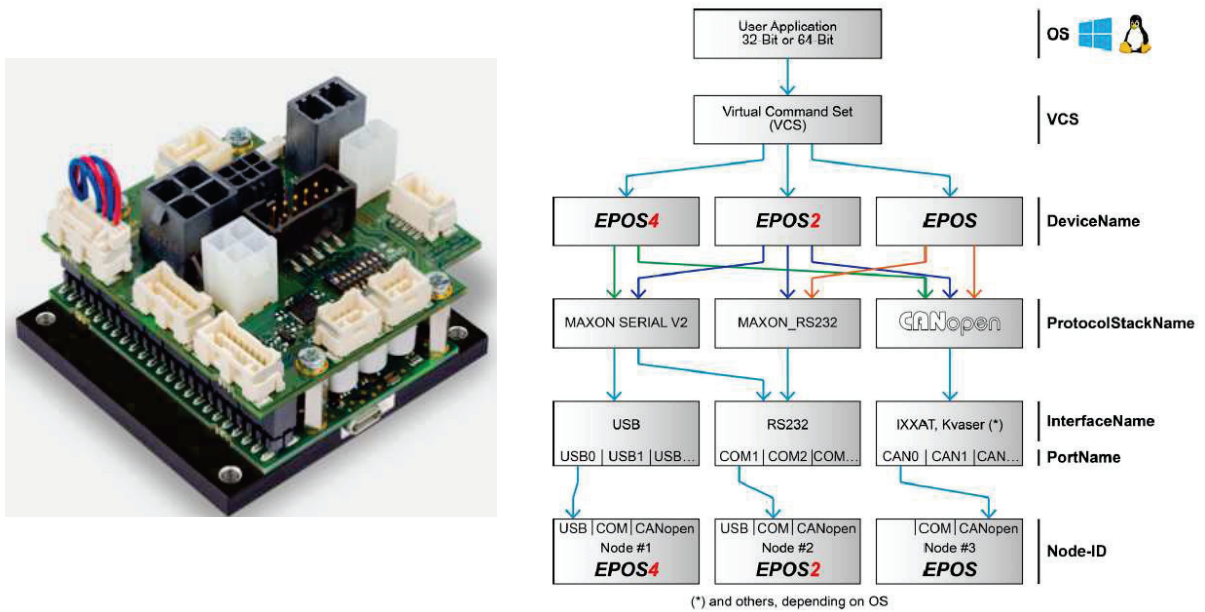 User Application
32 Bit or 64 Bit
OS
Virtual Command Set
(VCS)
VCS
EPOS4
EPOS2
EPOS
DeviceName
MAXON SERIAL V2
MAXON_RS232
CANopen
ProtocolStackName
USB
RS232
IXXAT, Kvaser (*)
InterfaceName
USB0 | USB1 | USB...
COM1 | COM2 | COM...
CAN0 | CAN1 | CAN...
PortName
USB | COM | CANopen
USB | COM | CANopen
| COM | CANopen
Node #1
Node #2
Node #3
Node-ID
EPOS4
EPOS2
EPOS
(*) and others, depending on OS